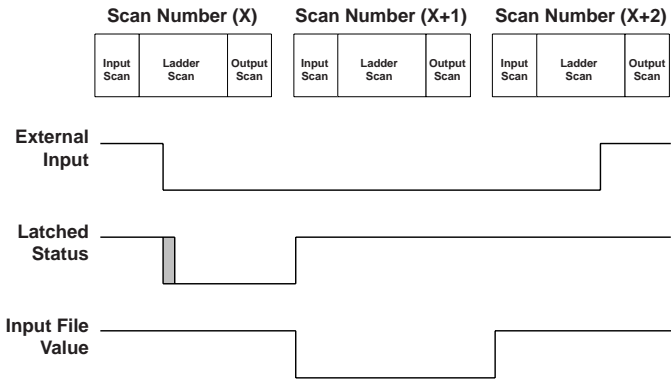 Scan Number (X) Scan Number (X+1) Scan Number (X+2)
Input Scan Ladder Scan Output Scan Input Scan Ladder Scan Output Scan Input Scan Ladder Scan Output Scan
External
Input
Latched
Status
Input File
Value